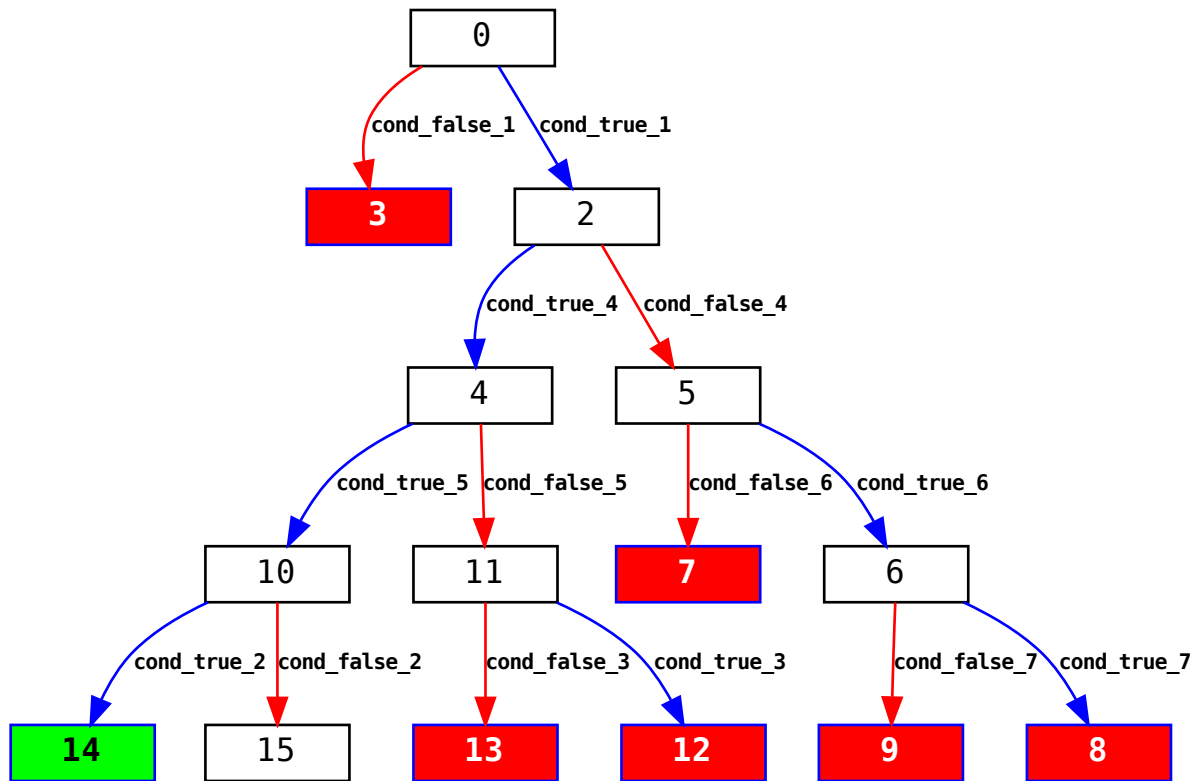 0
cond_false_1 cond_true_1
3 2
cond_true_4 cond_false_4
4 5
cond_true_5 cond_false_5 cond_false_6 cond_true_6
10 11 7 6
cond_true_2 cond_false_2 cond_false_3 cond_true_3 cond_false_7 cond_true_7
14 15 13 12 9 8